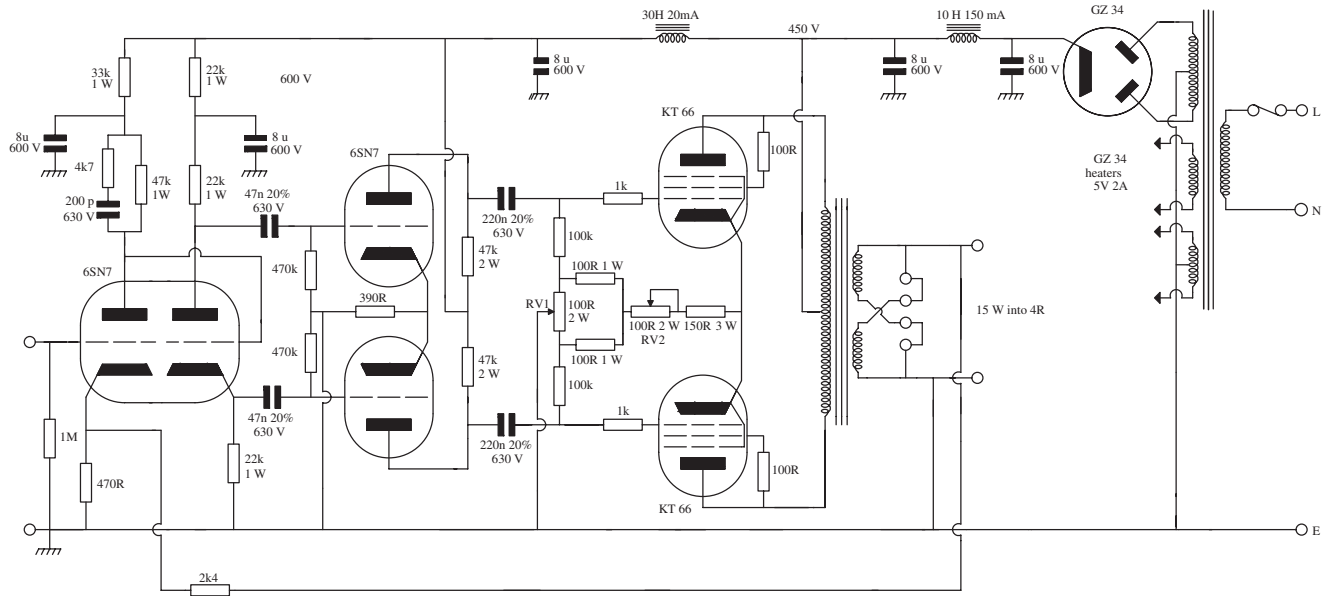 30H 20mA
450 V
10 H 150 mA
GZ 34
33k
1 W
22k
1 W
600 V
8 u
600 V
8 u
600 V
8 u
600 V
L
8u
600 V
8 u
600 V
KT 66
6SN7
100R
4k7
47k
1W
22k
1 W
47n 20%
630 V
GZ 34
heaters
5V 2A
200 p
630 V
1k
220n 20%
630 V
N
47k
2 W
100k
6SN7
470k
390R
100R 1 W
RV1
100R
2 W
100R 2 W
RV2
150R 3 W
15 W into 4R
470k
47k
2 W
100R 1 W
100k
47n 20%
630 V
1k
220n 20%
630 V
1M
22k
1 W
470R
100R
KT 66
E
2k4